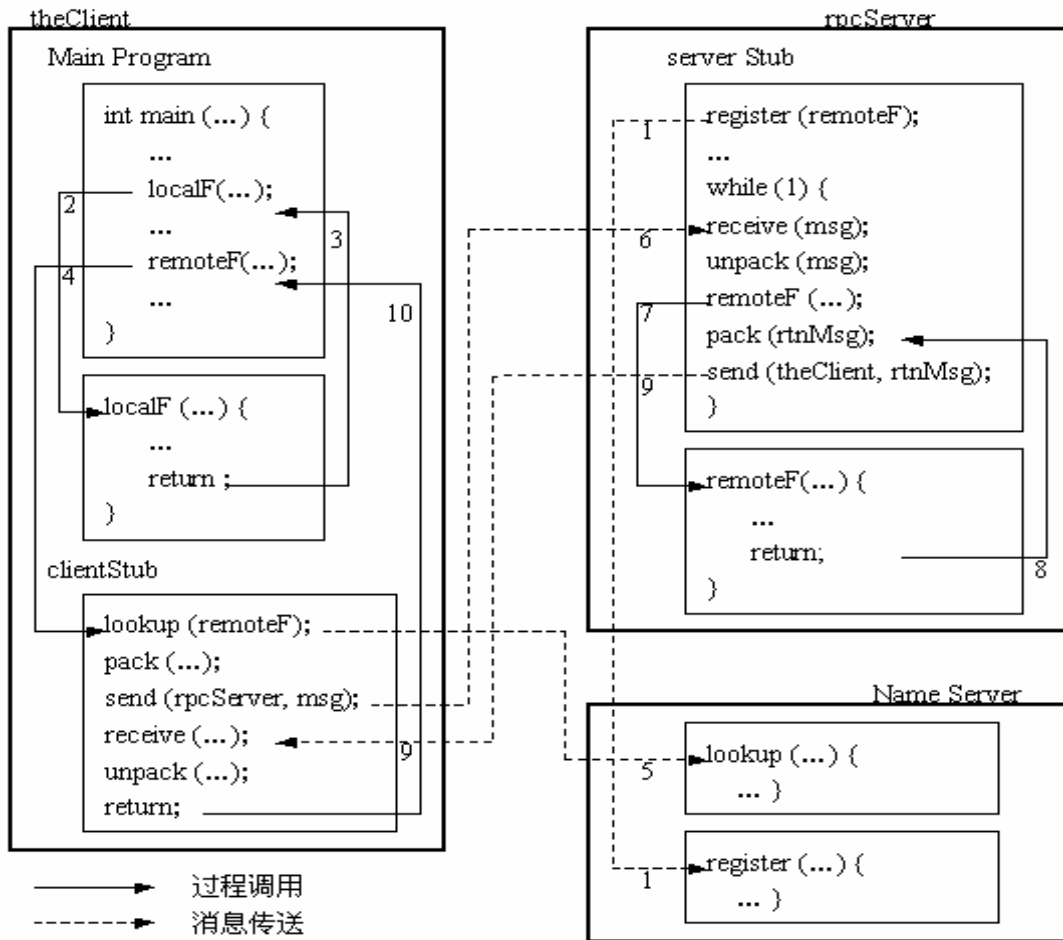 theClient
Main Program
int main (...) {
...
localF(...);
...
remoteF(...);
...
}
2
3
4
10
localF (...) {
...
return ;
}
clientStub
lookup (remoteF);
pack (...);
send (rpcServer, msg);
receive (...);
unpack (...);
return;
9
rpcServer
server Stub
register (remoteF);
...
while (1) {
receive (msg);
unpack (msg);
remoteF (...);
pack (rtnMsg);
send (theClient, rtnMsg);
}
1
6
7
9
remoteF(...) {
...
return;
}
8
Name Server
lookup (...) {
... }
5
register (...) {
... }
1
过程调用
消息传送